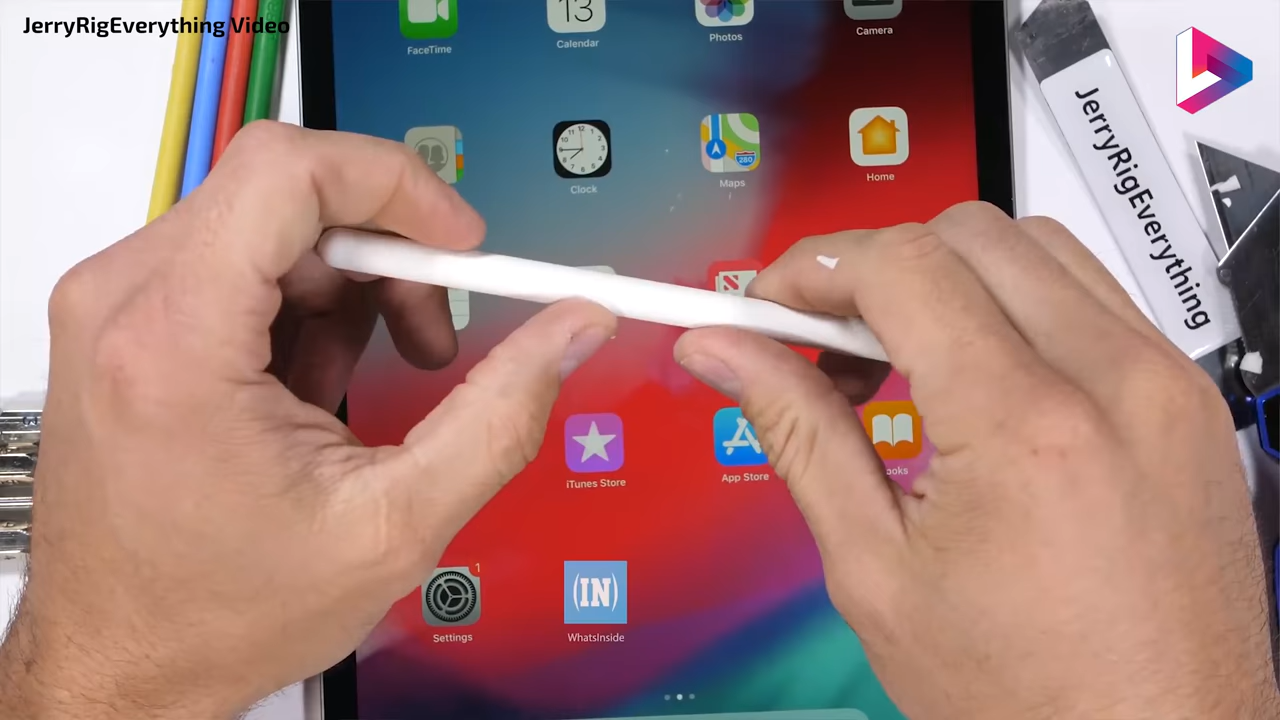 JerryRigEverything Video
FaceTime
13
Calendar
Photos
Camera
Clock
280
Maps
Home
JerryRigEverything
iTunes Store
App Store
ooks
1
Settings
(IN)
WhatsInside